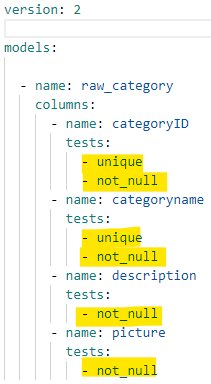 version: 2
models:
- name: raw_category
columns:
- name: categoryID
tests:
- unique
- not_null
- name: categoryname
tests:
- unique
- not_null
- name: description
tests:
- not_null
- name: picture
tests:
- not_null